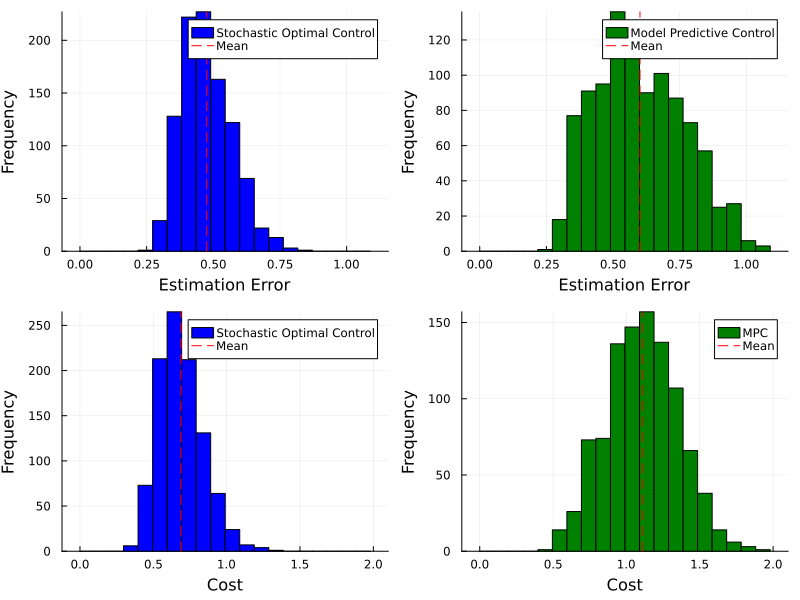 200
150
100
50
0
Frequency
Stochastic Optimal Control
Mean
0.00
0.25
0.50
0.75
1.00
Estimation Error
120
100
80
60
40
20
0
Frequency
Model Predictive Control
Mean
0.00
0.25
0.50
0.75
1.00
Estimation Error
250
200
150
100
50
0
Frequency
Stochastic Optimal Control
Mean
0.0
0.5
1.0
1.5
2.0
Cost
150
100
50
0
Frequency
MPC
Mean
0.0
0.5
1.0
1.5
2.0
Cost